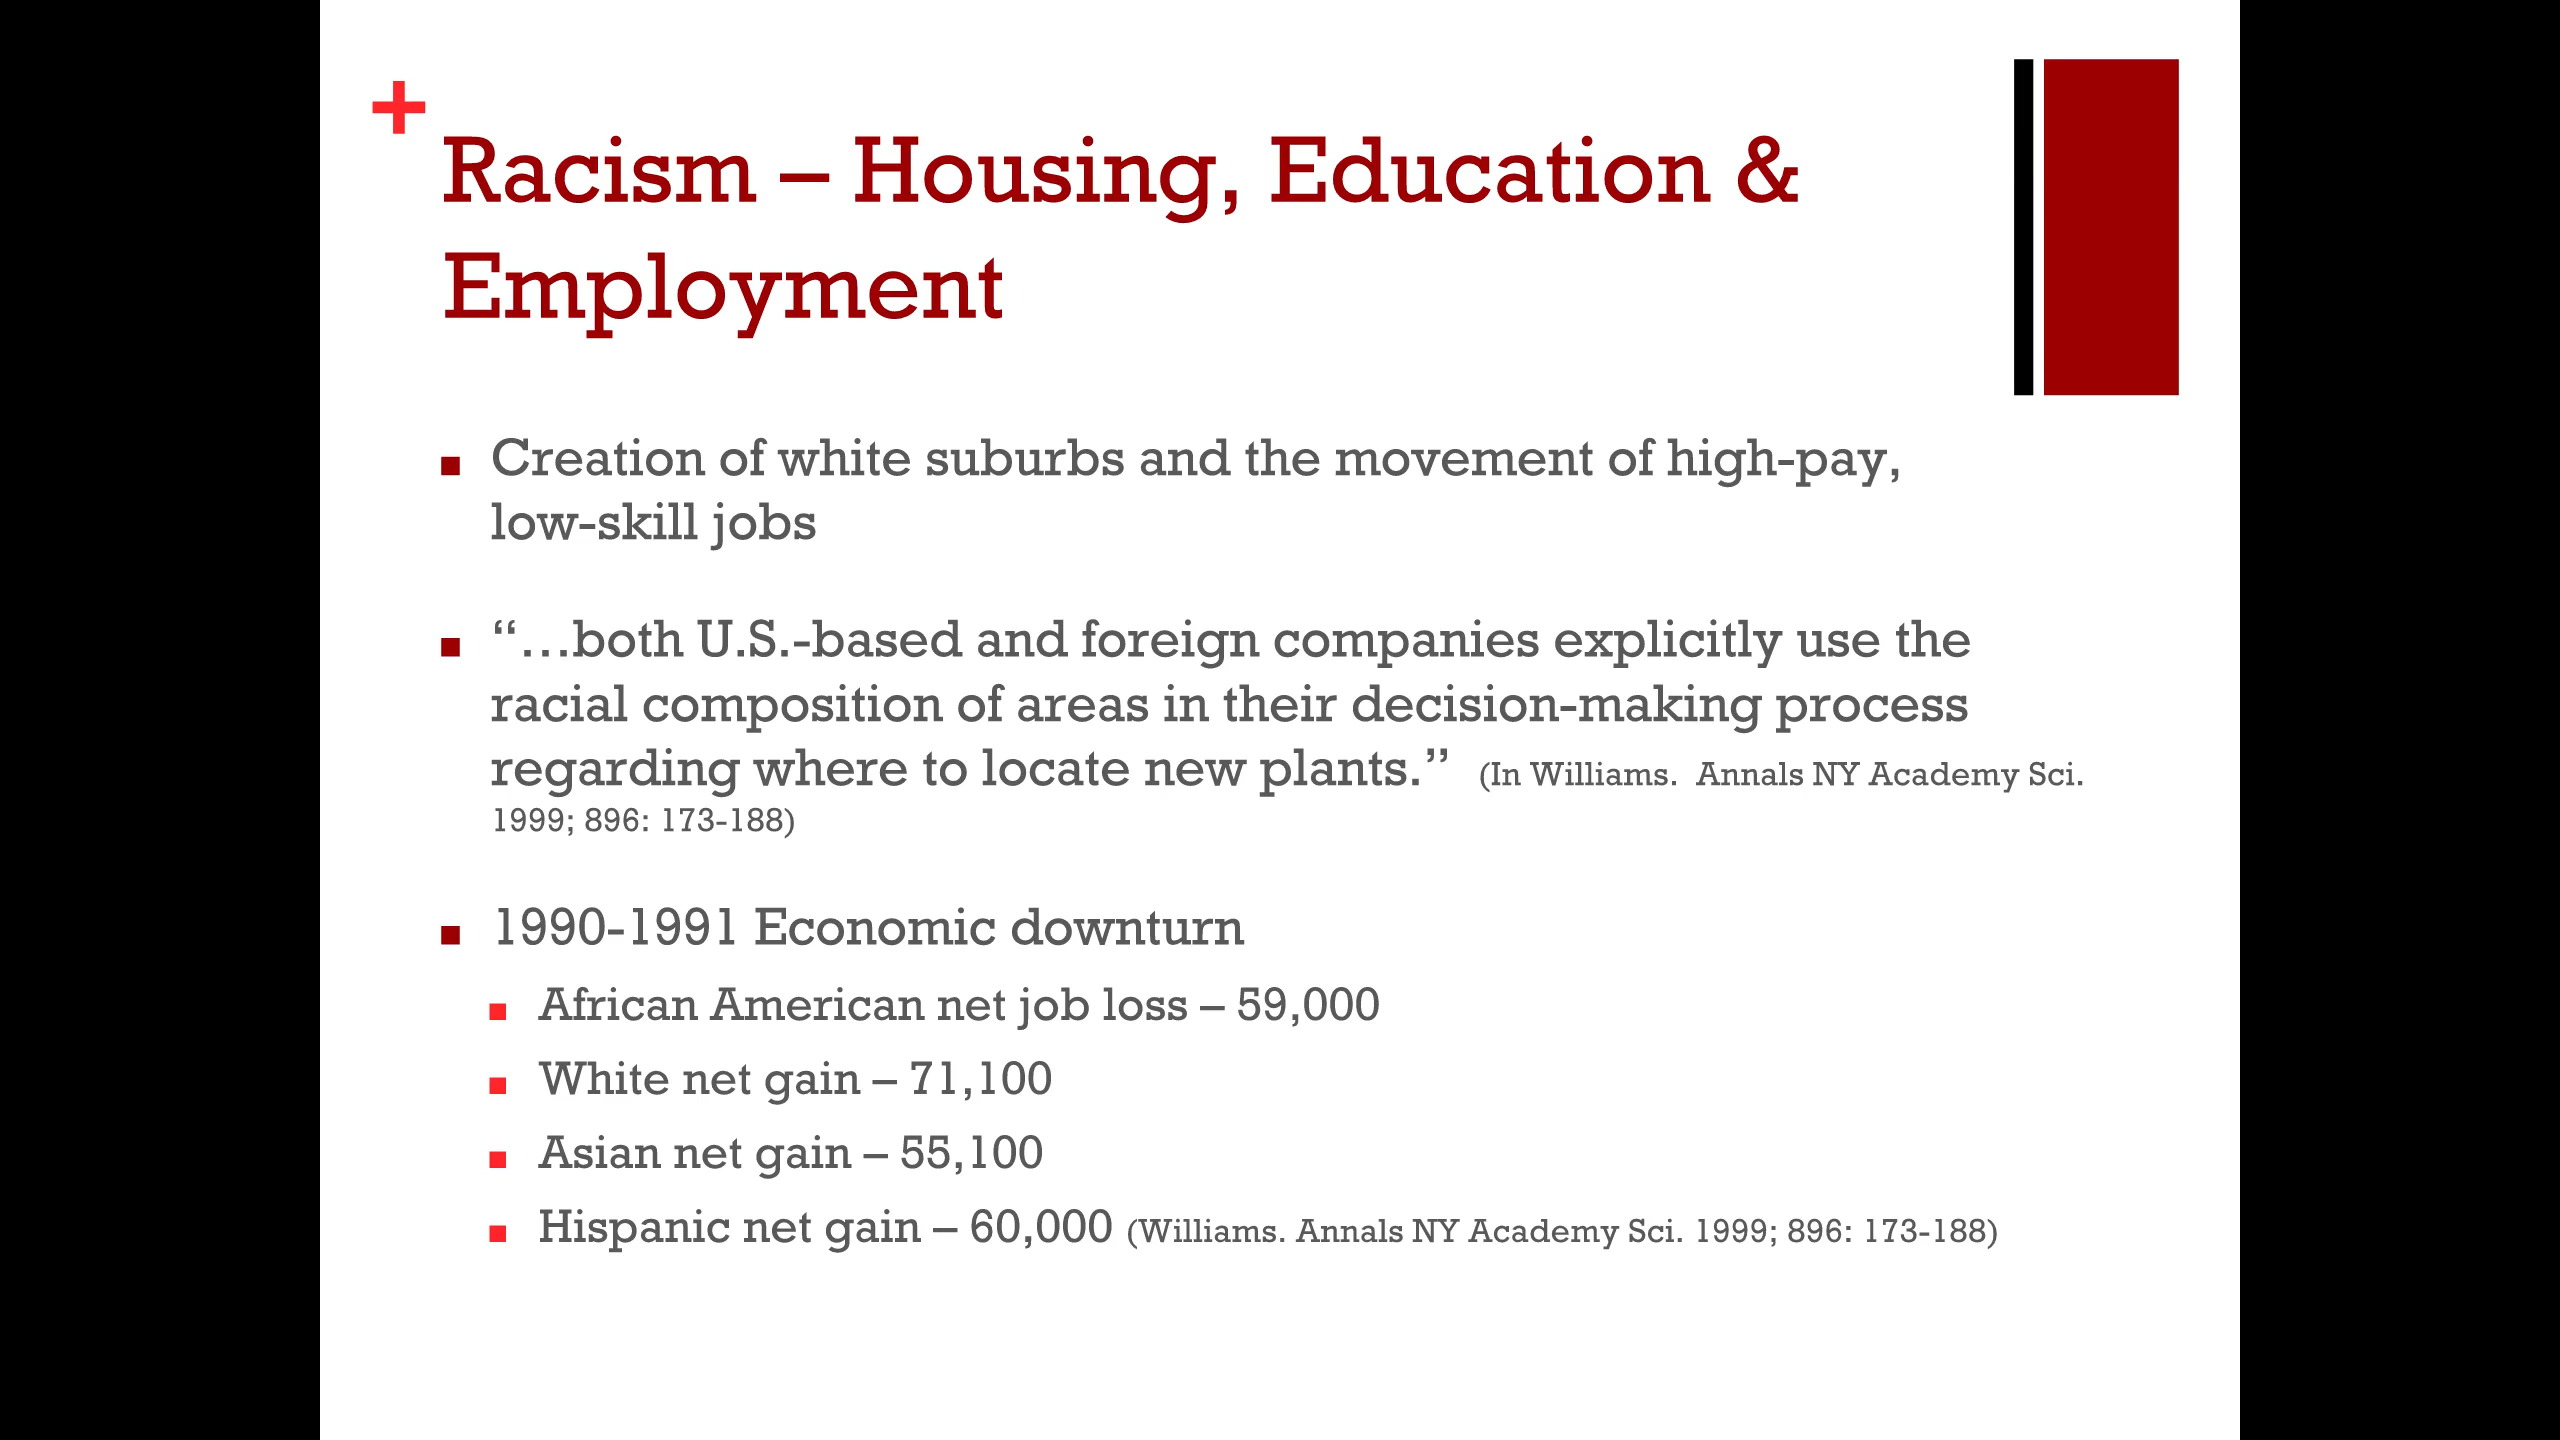 +
Racism – Housing, Education &
Employment
■ Creation of white suburbs and the movement of high-pay,
low-skill jobs
■ “…both U.S.-based and foreign companies explicitly use the
racial composition of areas in their decision-making process
regarding where to locate new plants.” (In Williams. Annals NY Academy Sci.
1999; 896: 173-188)
■ 1990-1991 Economic downturn
■ African American net job loss – 59,000
■ White net gain – 71,100
■ Asian net gain – 55,100
■ Hispanic net gain – 60,000 (Williams. Annals NY Academy Sci. 1999; 896: 173-188)